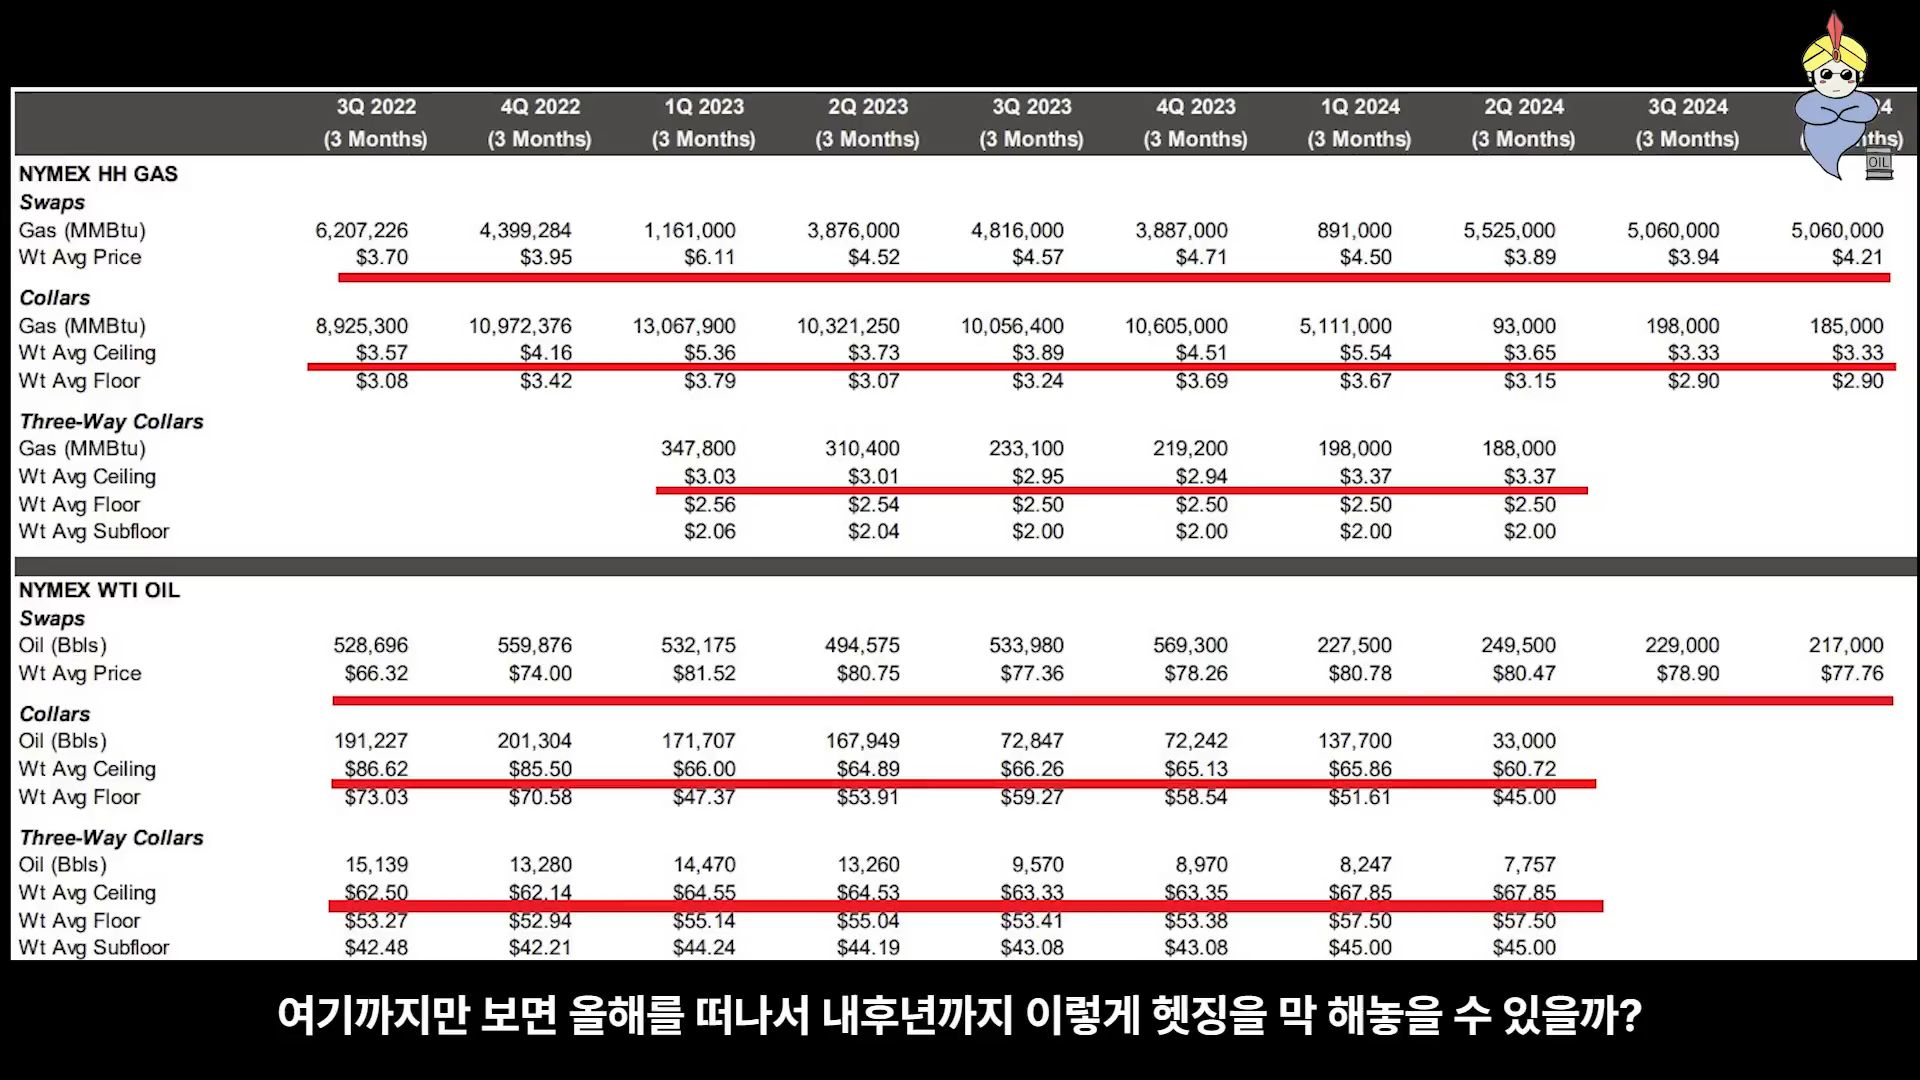 3Q 2022 4Q 2022 1Q 2023 2Q 2023 3Q 2023 4Q 2023 1Q 2024 2Q 2024 3Q 2024
(3 Months) (3 Months) (3 Months) (3 Months) (3 Months) (3 Months) (3 Months) (3 Months) (3 Months)
OIL
NYMEX HH GAS
Swaps
Gas (MMBtu) 6,207,226 4,399,284 1,161,000 3,876,000 4,816,000 3,887,000 891,000 5,525,000 5,060,000 5,060,000
Wt Avg Price $3.70 $3.95 $6.11 $4.52 $4.57 $4.71 $4.50 $3.89 $3.94 $4.21
Collars
Gas (MMBtu) 8,925,300 10,972,376 13,067,900 10,321,250 10,056,400 10,605,000 5,111,000 93,000 198,000 185,000
Wt Avg Ceiling $3.57 $4.16 $5.36 $3.73 $3.89 $4.51 $5.54 $3.65 $3.33 $3.33
Wt Avg Floor $3.08 $3.42 $3.79 $3.07 $3.24 $3.69 $3.67 $3.15 $2.90 $2.90
Three-Way Collars
Gas (MMBtu) 347,800 310,400 233,100 219,200 198,000 188,000
Wt Avg Ceiling $3.03 $3.01 $2.95 $2.94 $3.37 $3.37
Wt Avg Floor $2.56 $2.54 $2.50 $2.50 $2.50 $2.50
Wt Avg Subfloor $2.06 $2.04 $2.00 $2.00 $2.00 $2.00
NYMEX WTI OIL
Swaps
Oil (Bbls) 528,696 559,876 532,175 494,575 533,980 569,300 227,500 249,500 229,000 217,000
Wt Avg Price $66.32 $74.00 $81.52 $80.75 $77.36 $78.26 $80.78 $80.47 $78.90 $77.76
Collars
Oil (Bbls) 191,227 201,304 171,707 167,949 72,847 72,242 137,700 33,000
Wt Avg Ceiling $86.62 $85.50 $66.00 $64.89 $66.26 $65.13 $65.86 $60.72
Wt Avg Floor $73.03 $70.58 $47.37 $53.91 $59.27 $58.54 $51.61 $45.00
Three-Way Collars
Oil (Bbls) 15,139 13,280 14,470 13,260 9,570 8,970 8,247 7,757
Wt Avg Ceiling $62.50 $62.14 $64.55 $64.53 $63.33 $63.35 $67.85 $67.85
Wt Avg Floor $53.27 $52.94 $55.14 $55.04 $53.41 $53.38 $57.50 $57.50
Wt Avg Subfloor $42.48 $42.21 $44.24 $44.19 $43.08 $43.08 $45.00 $45.00
여기까지만 보면 올해를 떠나서 내후년까지 이렇게 헷징을 막 해놓을 수 있을까?